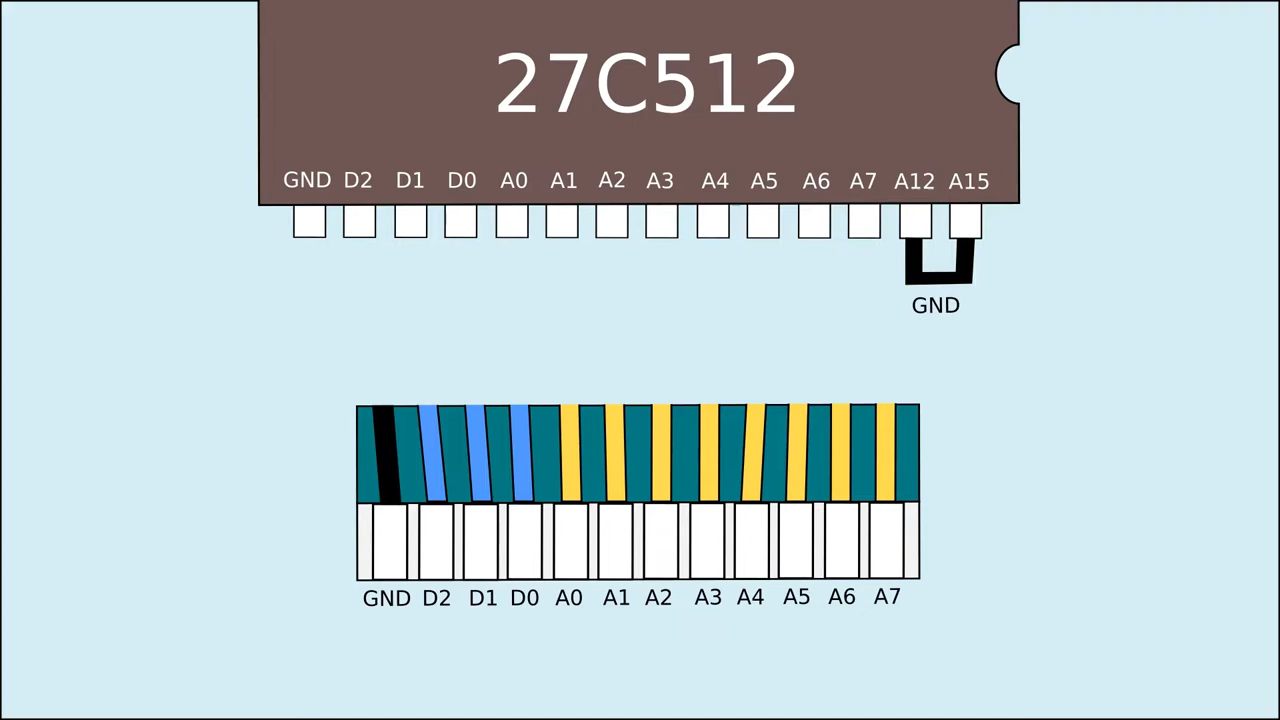 27C512
GND D2 D1 D0 A0 A1 A2 A3 A4 A5 A6 A7 A12 A15
GND
GND D2 D1 D0 A0 A1 A2 A3 A4 A5 A6 A7